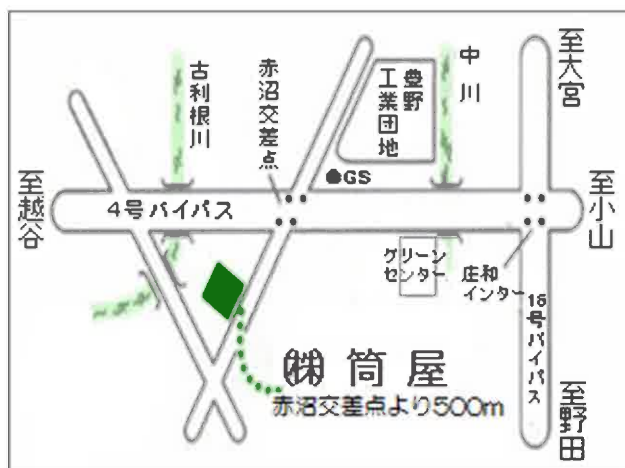 至大宮
中川
豊野
工業団地
赤沼交差点
古利根川
●GS
至越谷
4号バイパス
至小山
グリーン
センター
庄和
インター
16号バイパス
㈱筒屋
赤沼交差点より500m
至野田